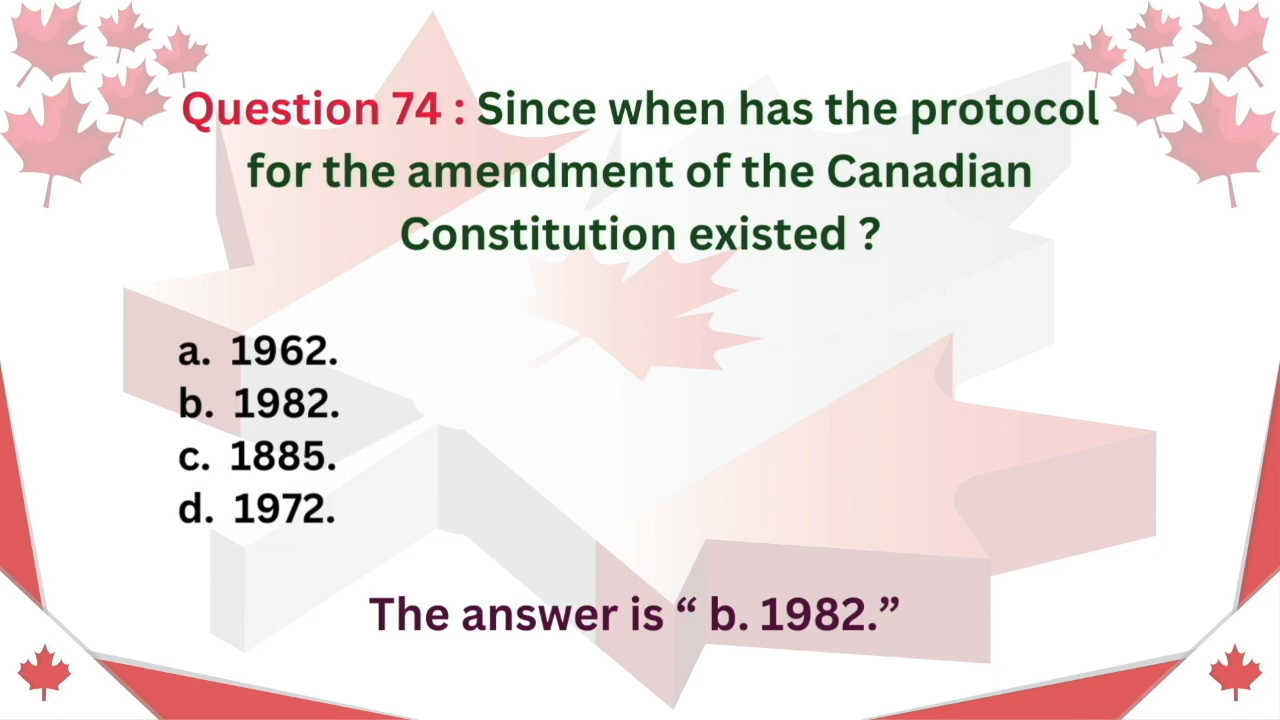 Question 74 : Since when has the protocol
for the amendment of the Canadian
Constitution existed ?
a. 1962.
b. 1982.
c. 1885.
d. 1972.
The answer is “ b. 1982.”